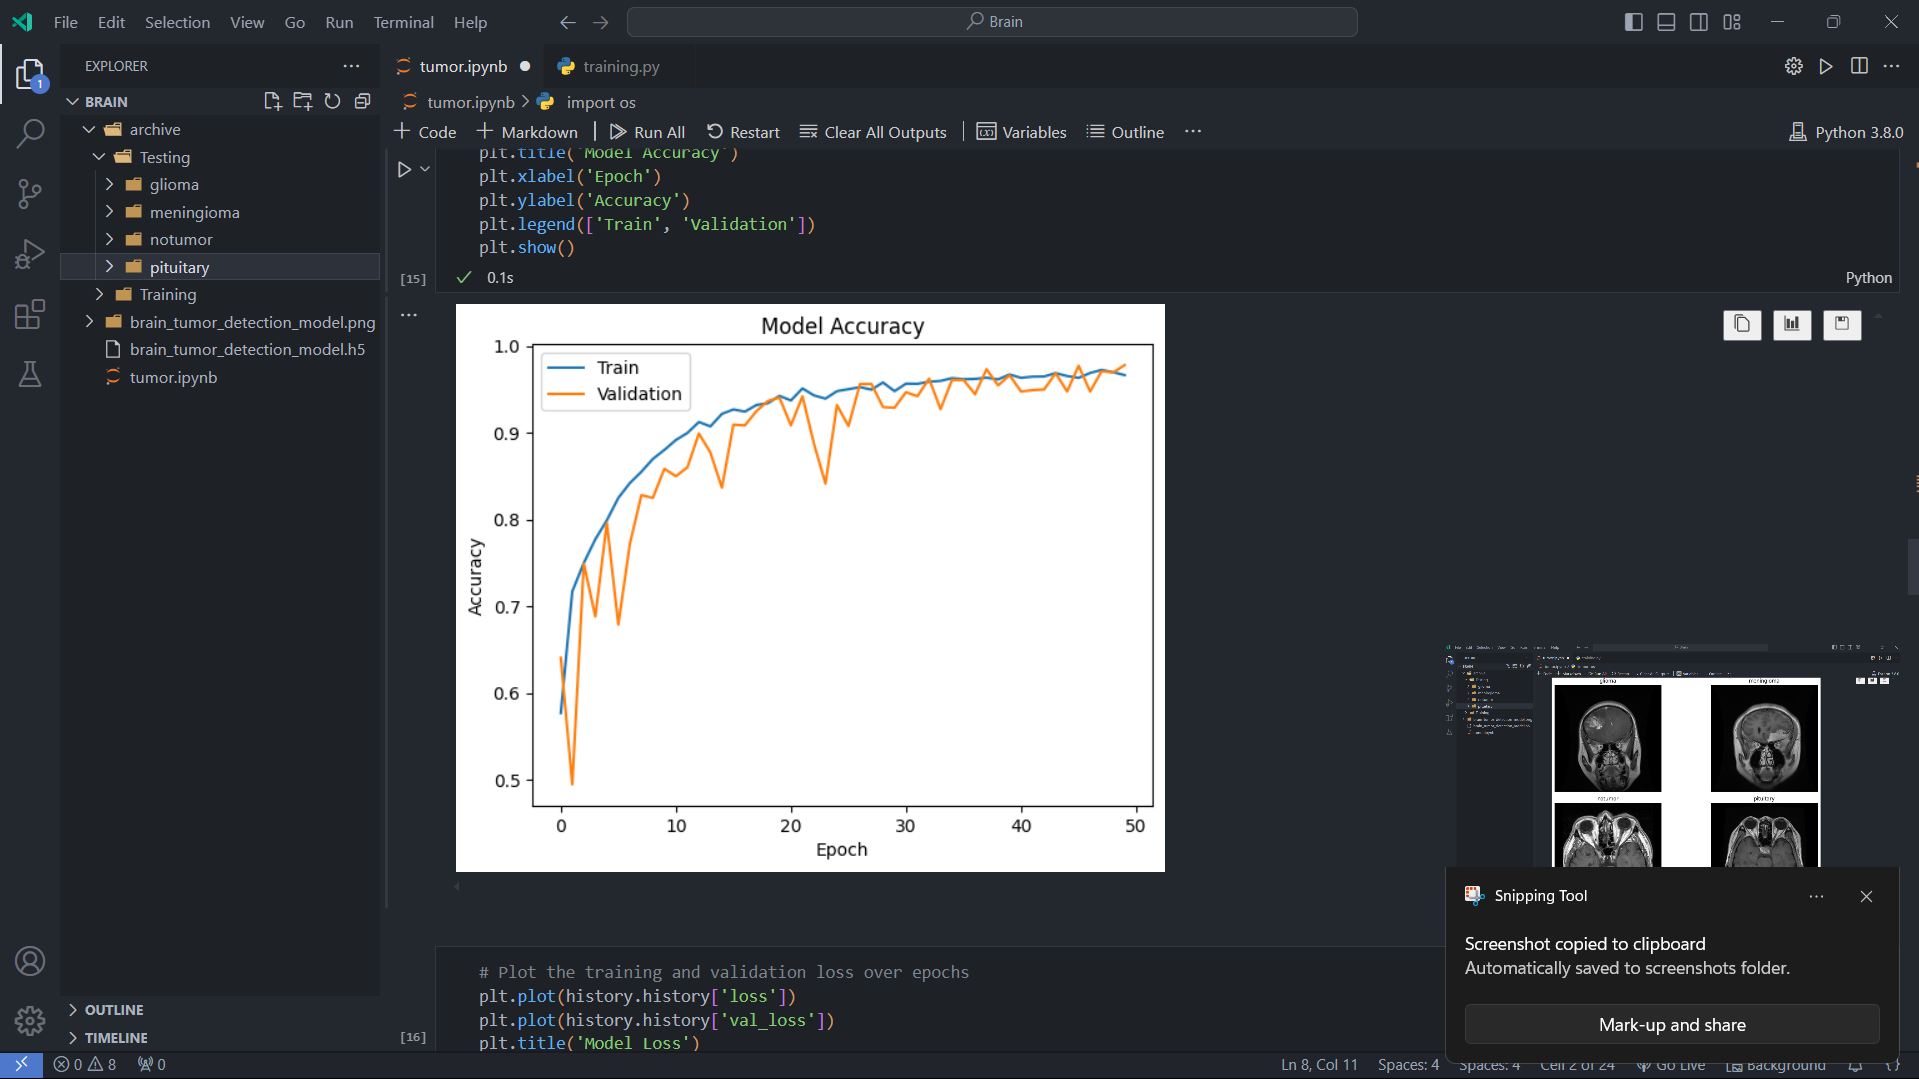 File Edit Selection View Go Run Terminal Help
Brain
EXPLORER
1
BRAIN
archive
Testing
glioma
meningioma
notumor
pituitary
Training
brain_tumor_detection_model.png
brain_tumor_detection_model.h5
tumor.ipynb
OUTLINE
TIMELINE
tumor.ipynb
training.py
tumor.ipynb > import os
Code Markdown Run All Restart Clear All Outputs Variables Outline
Python 3.8.0
plt.title('Model Accuracy')
plt.xlabel('Epoch')
plt.ylabel('Accuracy')
plt.legend(['Train', 'Validation'])
plt.show()
[15] 0.1s
Python
Model Accuracy
Train
Validation
1.0
0.9
0.8
0.7
0.6
0.5
Accuracy
0 10 20 30 40 50
Epoch
# Plot the training and validation loss over epochs
plt.plot(history.history['loss'])
plt.plot(history.history['val_loss'])
plt.title('Model Loss')
[16]
glioma
meningioma
notumor
pituitary
Snipping Tool
Screenshot copied to clipboard
Automatically saved to screenshots folder.
Mark-up and share
0 8 0
Ln 8, Col 11 Spaces: 4 Spaces: 4 Cell 2 of 24 Go Live Background